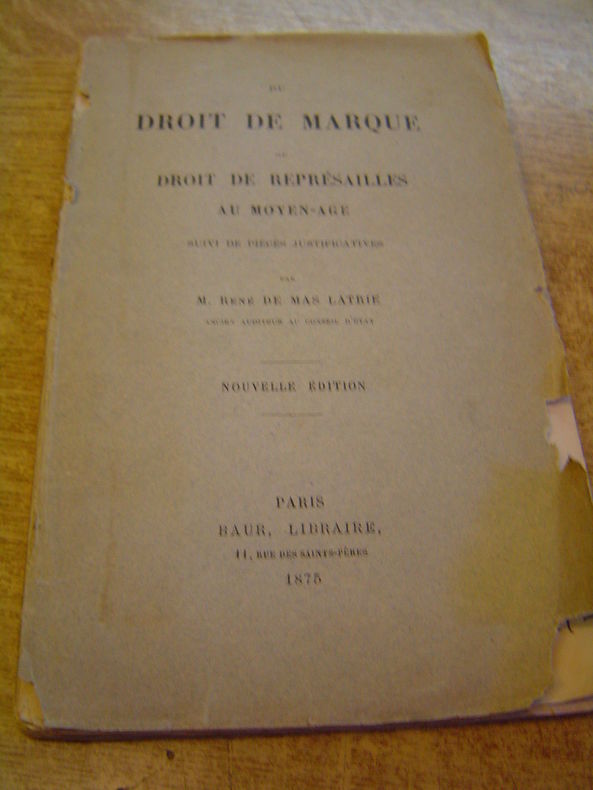 DU
DROIT DE MARQUE
OU
DROIT DE REPRÉSAILLES
AU MOYEN-AGE
SUIVI DE PIÈCES JUSTIFICATIVES
PAR
M. RENÉ DE MAS LATRIE
ANCIEN AUDITEUR AU CONSEIL D'ÉTAT
NOUVELLE ÉDITION
PARIS
BAUR, LIBRAIRE,
11, RUE DES SAINTS-PÈRES
1875